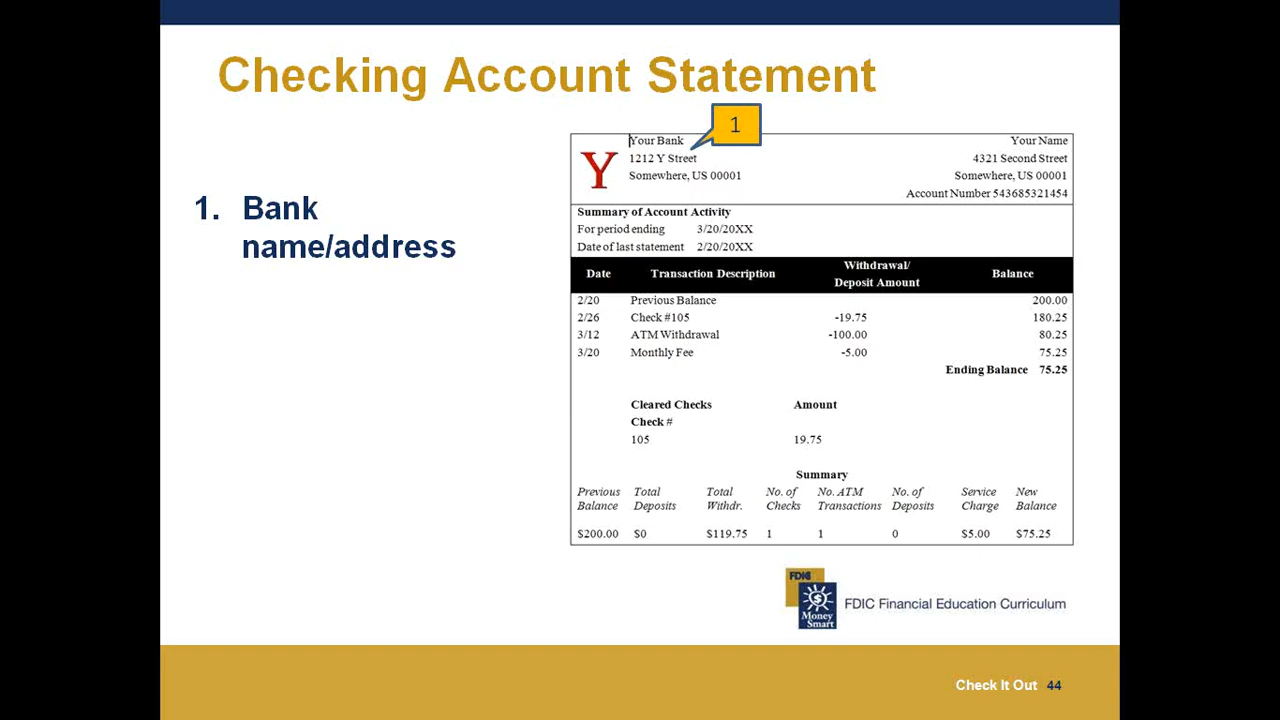 Checking Account Statement
1
1. Bank
name/address
Y
Your Bank
1212 Y Street
Somewhere, US 00001
Your Name
4321 Second Street
Somewhere, US 00001
Account Number 543685321454
Summary of Account Activity
For period ending 3/20/20XX
Date of last statement 2/20/20XX
Date Transaction Description Withdrawal/ Deposit Amount Balance
2/20 Previous Balance 200.00
2/26 Check #105 -19.75 180.25
3/12 ATM Withdrawal -100.00 80.25
3/20 Monthly Fee -5.00 75.25
Ending Balance 75.25
Cleared Checks Amount
Check #
105 19.75
Summary
Previous Total Total No. of No. ATM No. of Service New
Balance Deposits Withdr. Checks Transactions Deposits Charge Balance
$200.00 $0 $119.75 1 1 0 $5.00 $75.25
FDIC
$
Money
Smart
FDIC Financial Education Curriculum
Check It Out 44